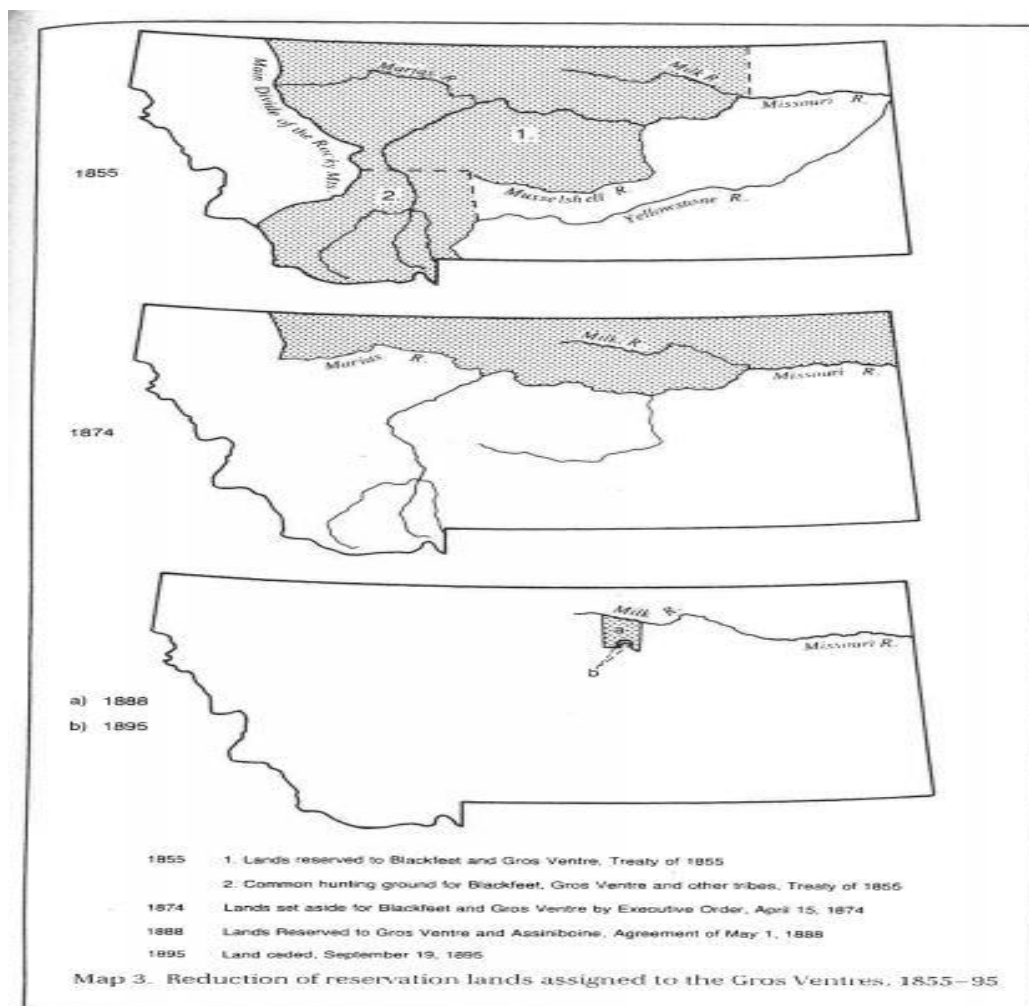 Main Divide of the Rocky Mts.
Marias R.
Milk R.
Missouri R.
1.
1855
2
Musselshell R.
Yellowstone R.
Milk R.
Marias R.
Missouri R.
1874
Milk R.
a
Missouri R.
b
a) 1888
b) 1895
1855 1. Lands reserved to Blackfeet and Gros Ventre, Treaty of 1855
2. Common hunting ground for Blackfeet, Gros Ventre and other tribes, Treaty of 1855
1874 Lands set aside for Blackfeet and Gros Ventre by Executive Order, April 15, 1874
1888 Lands Reserved to Gros Ventre and Assiniboine, Agreement of May 1, 1888
1895 Land ceded, September 19, 1895
Map 3. Reduction of reservation lands assigned to the Gros Ventres, 1855–95